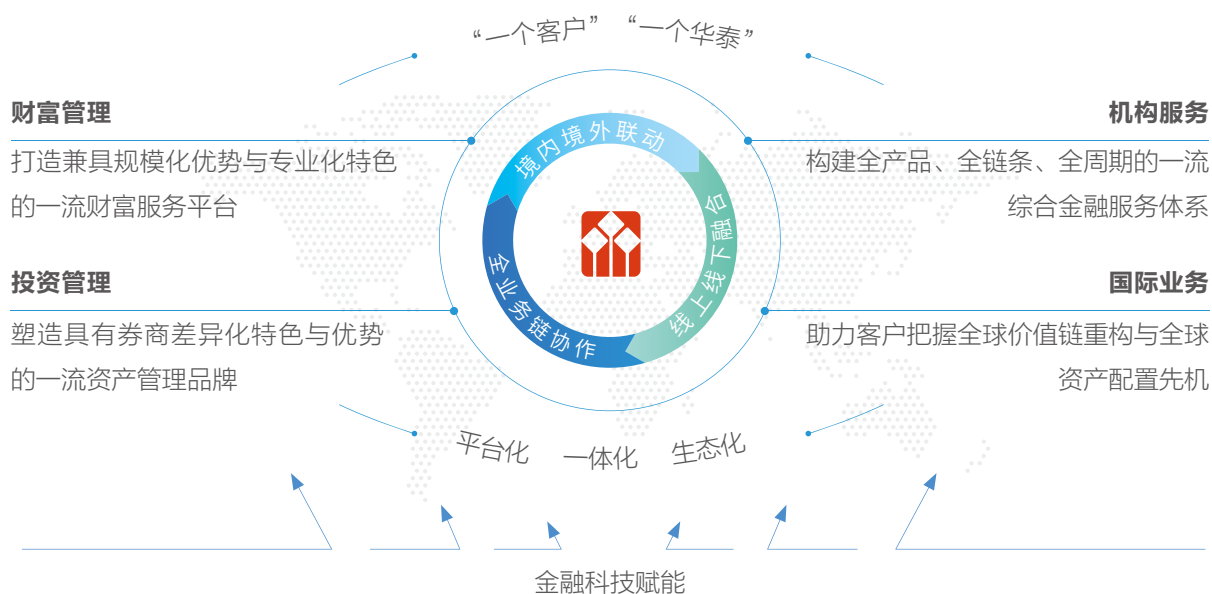 “一个客户” “一个华泰”
财富管理
打造兼具规模化优势与专业化特色
的一流财富服务平台
机构服务
构建全产品、全链条、全周期的一流
综合金融服务体系
境内境外联动
线上线下融合
全业务链协作
投资管理
塑造具有券商差异化特色与优势
的一流资产管理品牌
国际业务
助力客户把握全球价值链重构与全球
资产配置先机
平台化 一体化 生态化
金融科技赋能